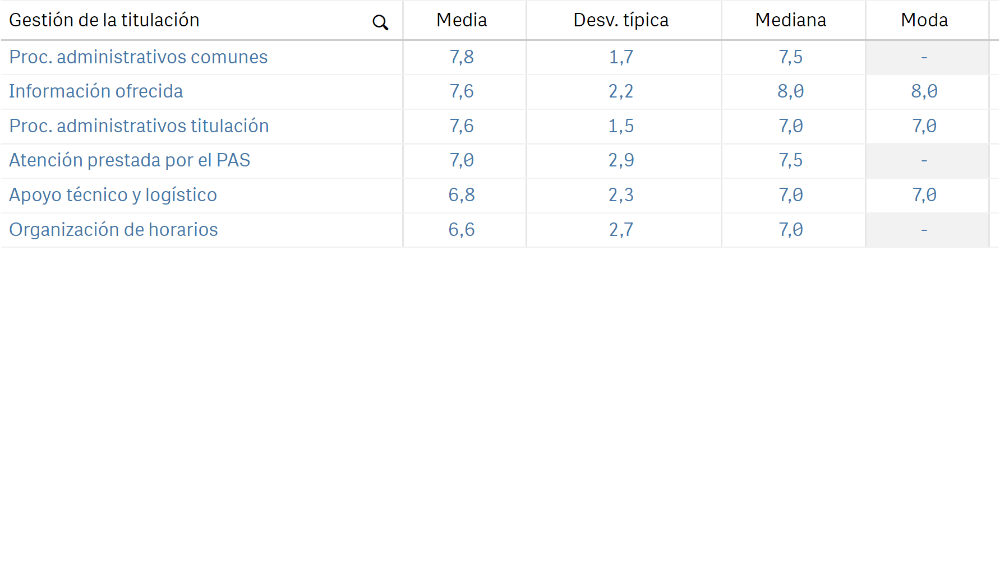 Gestión de la titulación Media Desv. típica Mediana Moda
Proc. administrativos comunes 7,8 1,7 7,5 -
Información ofrecida 7,6 2,2 8,0 8,0
Proc. administrativos titulación 7,6 1,5 7,0 7,0
Atención prestada por el PAS 7,0 2,9 7,5 -
Apoyo técnico y logístico 6,8 2,3 7,0 7,0
Organización de horarios 6,6 2,7 7,0 -